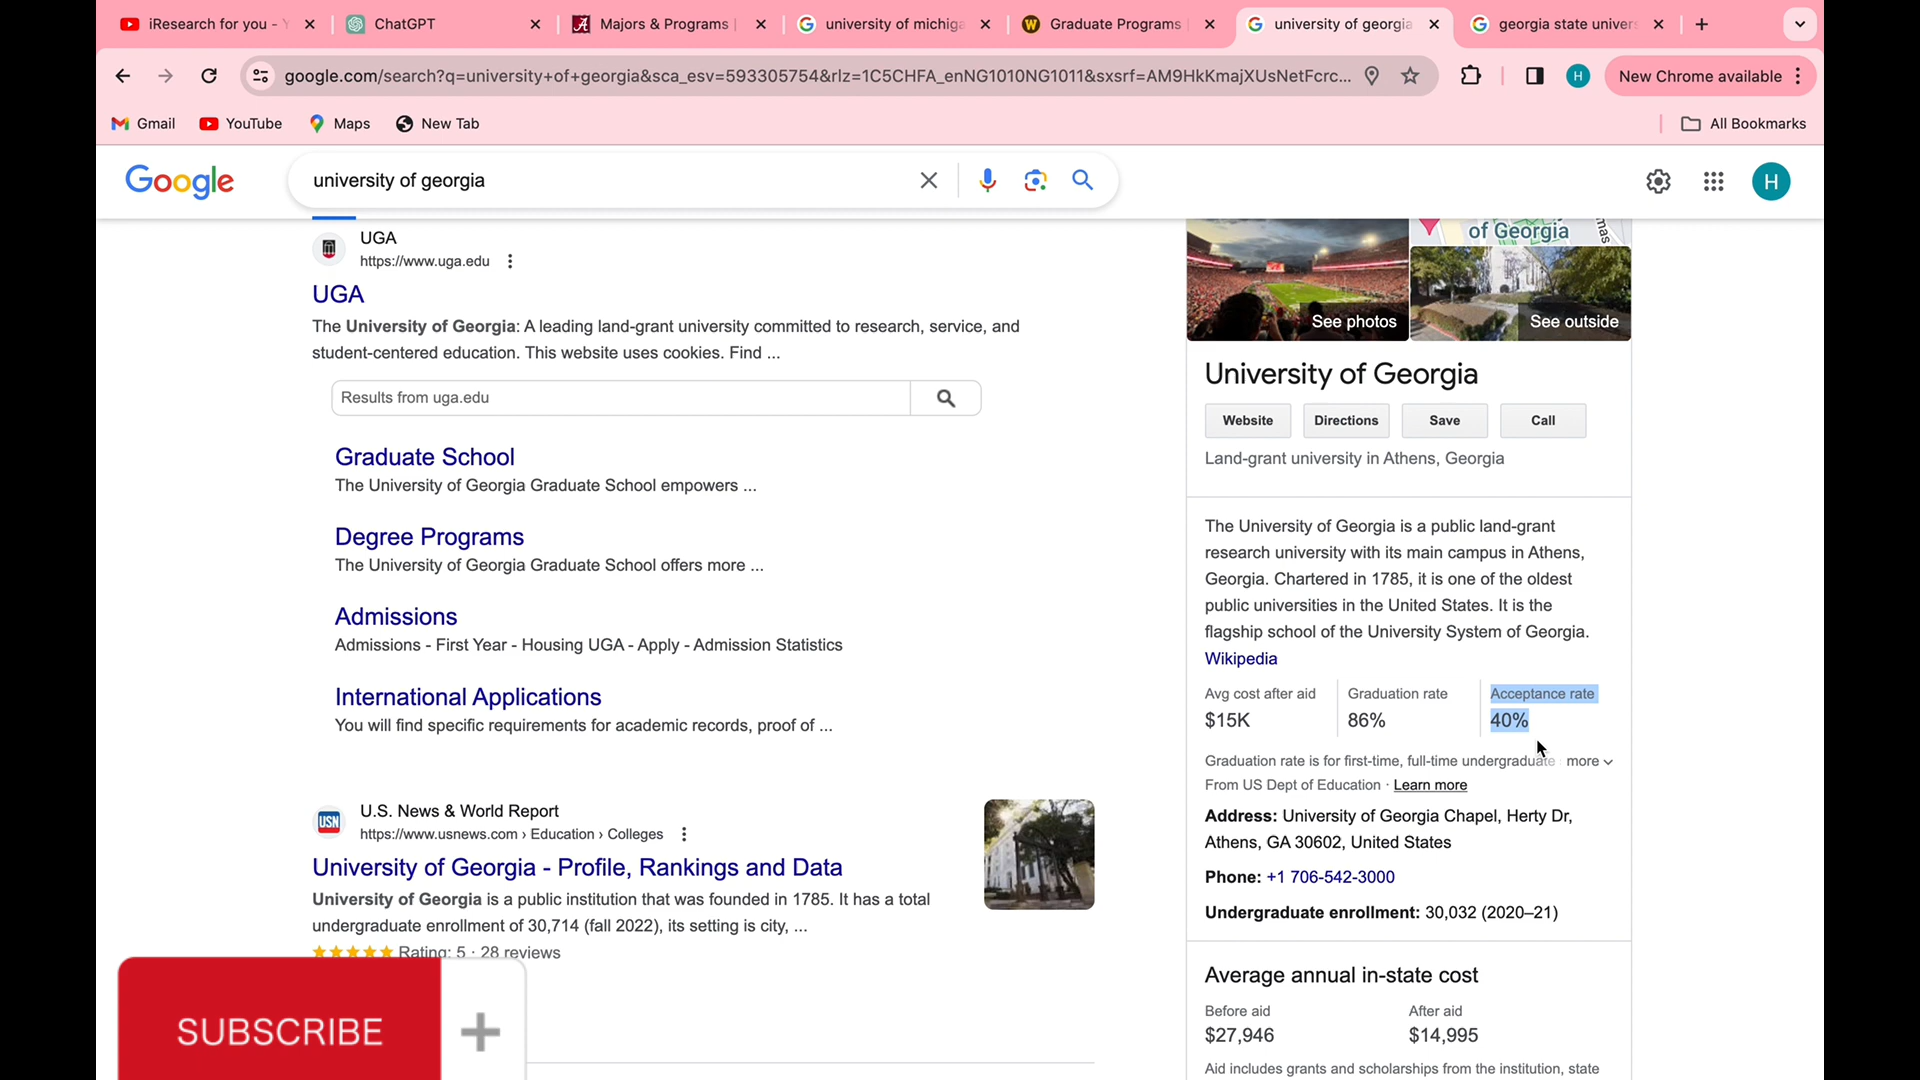 iResearch for you - Y
ChatGPT
Majors & Programs |
university of michiga
Graduate Programs |
university of georgia
georgia state univers
google.com/search?q=university+of+georgia&sca_esv=593305754&rlz=1C5CHFA_enNG1010NG1011&sxsrf=AM9HkKmajXUsNetFcrc...
H
New Chrome available
Gmail
YouTube
Maps
New Tab
All Bookmarks
Google
university of georgia
H
UGA
https://www.uga.edu
UGA
The University of Georgia: A leading land-grant university committed to research, service, and
student-centered education. This website uses cookies. Find ...
Results from uga.edu
Graduate School
The University of Georgia Graduate School empowers ...
Degree Programs
The University of Georgia Graduate School offers more ...
Admissions
Admissions - First Year - Housing UGA - Apply - Admission Statistics
International Applications
You will find specific requirements for academic records, proof of ...
USN
U.S. News & World Report
https://www.usnews.com › Education › Colleges
University of Georgia - Profile, Rankings and Data
University of Georgia is a public institution that was founded in 1785. It has a total
undergraduate enrollment of 30,714 (fall 2022), its setting is city, ...
Rating: 5 · 28 reviews
SUBSCRIBE
of Georgia
See photos
See outside
University of Georgia
Website
Directions
Save
Call
Land-grant university in Athens, Georgia
The University of Georgia is a public land-grant
research university with its main campus in Athens,
Georgia. Chartered in 1785, it is one of the oldest
public universities in the United States. It is the
flagship school of the University System of Georgia.
Wikipedia
Avg cost after aid
$15K
Graduation rate
86%
Acceptance rate
40%
Graduation rate is for first-time, full-time undergraduate more
From US Dept of Education · Learn more
Address: University of Georgia Chapel, Herty Dr,
Athens, GA 30602, United States
Phone: +1 706-542-3000
Undergraduate enrollment: 30,032 (2020–21)
Average annual in-state cost
Before aid
$27,946
After aid
$14,995
Aid includes grants and scholarships from the institution, state